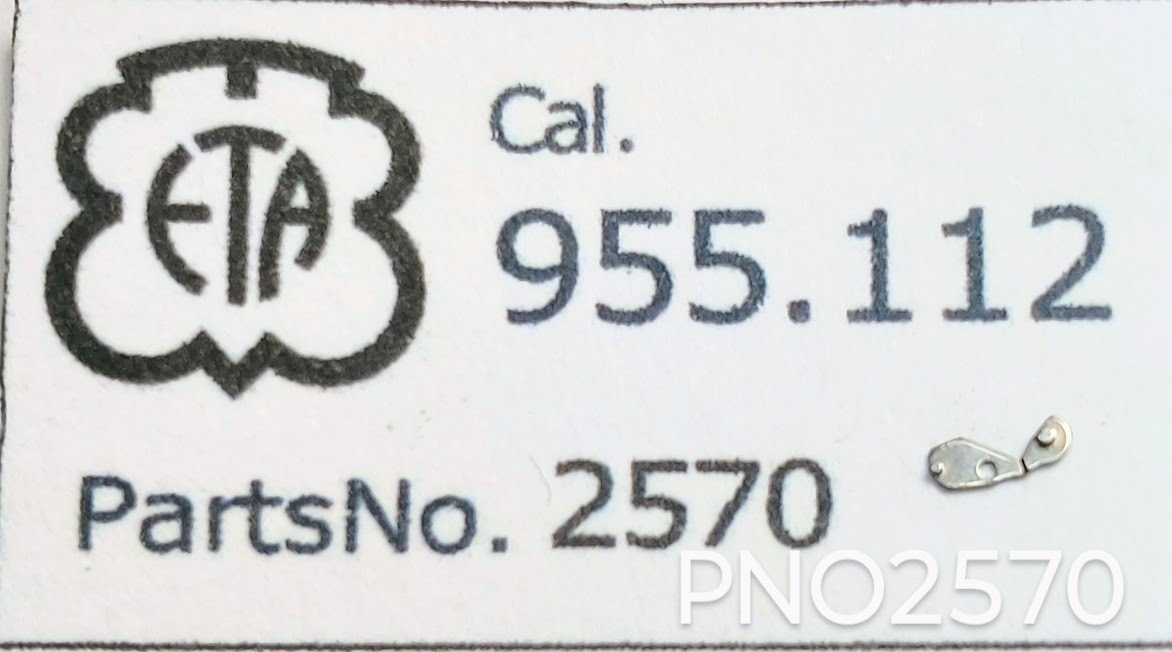 ETA
Cal.
955.112
PartsNo. 2570
PNO2570